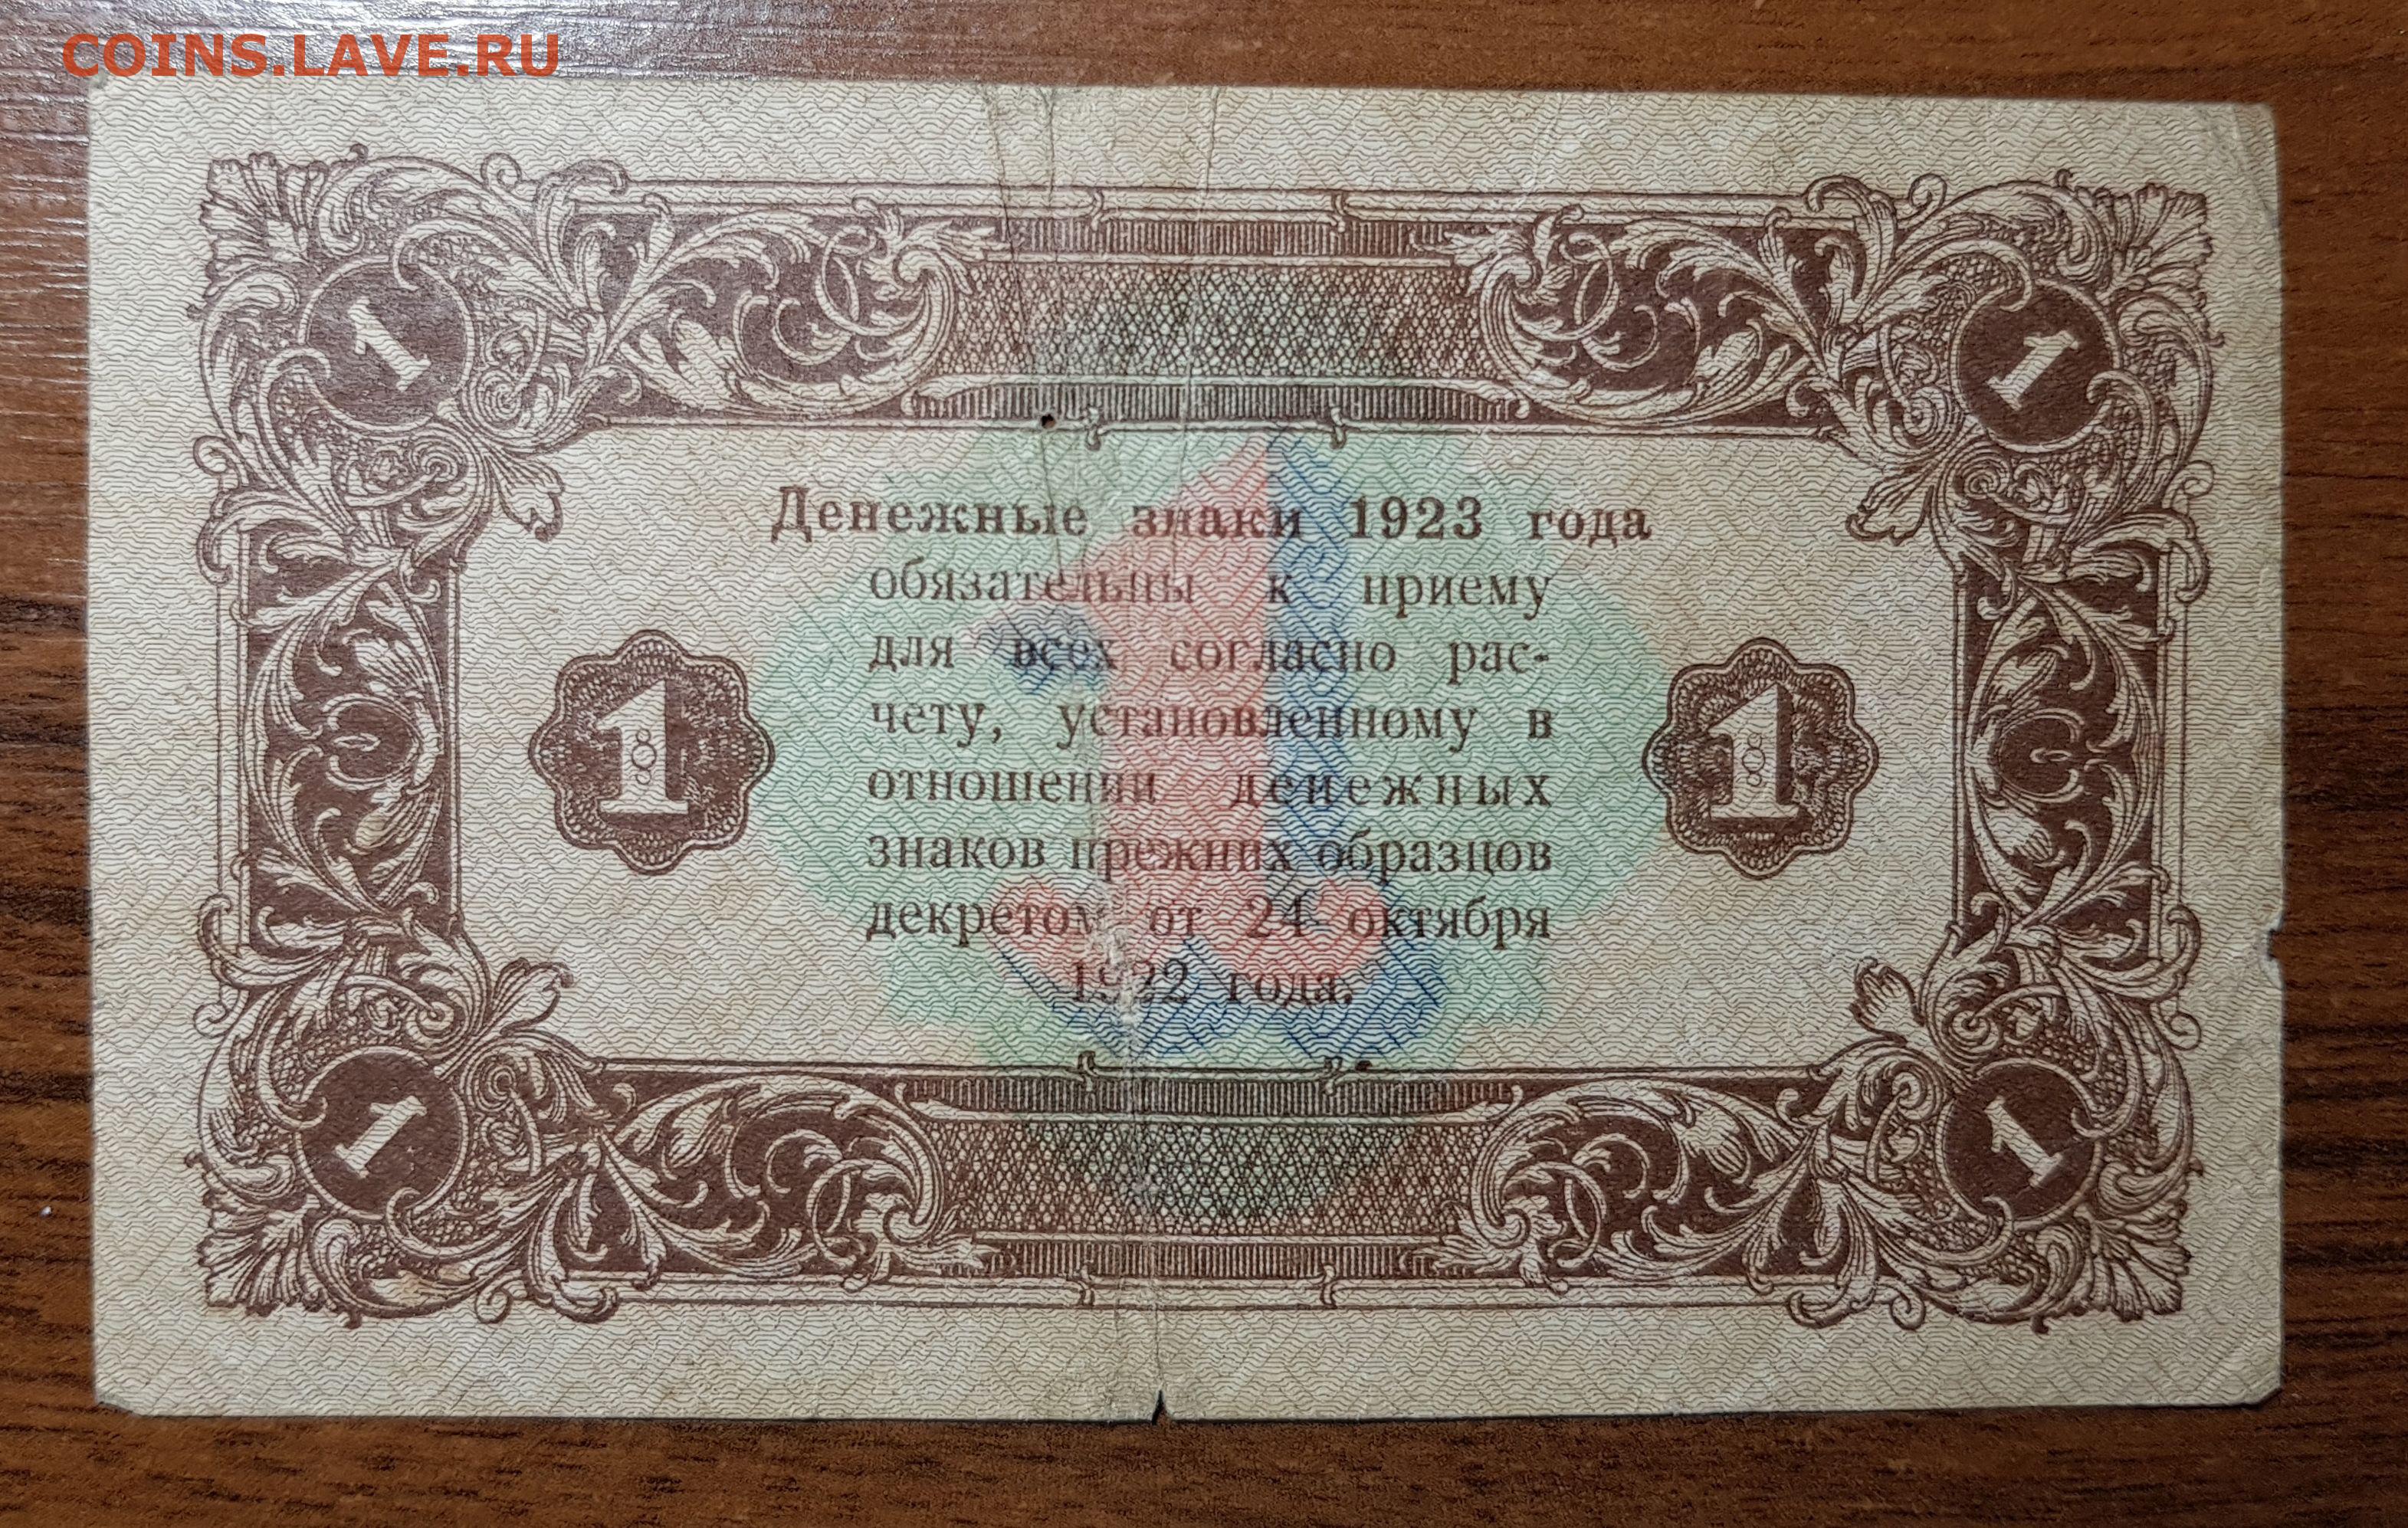 COINS.LAVE.RU
1 1
Денежные знаки 1923 года
обязательны к приему
для всех согласно рас-
чету, установленному в
отношении денежных
знаков прежних образцов
декретом от 24 октября
1922 года.
1 1
1
1 1